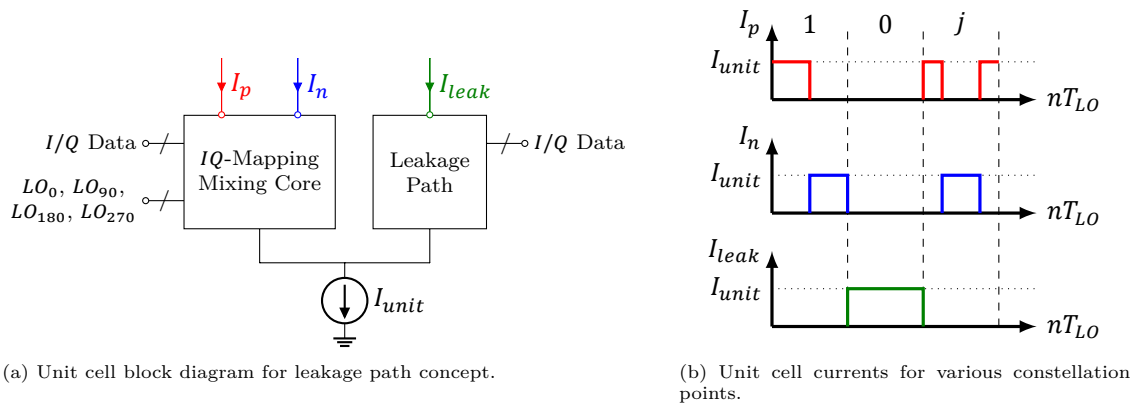 I_p
I_n
I_leak
I/Q Data
IQ-Mapping
Mixing Core
LO_0, LO_90,
LO_180, LO_270
Leakage
Path
I/Q Data
I_unit
(a) Unit cell block diagram for leakage path concept.
I_p
1
0
j
I_unit
nT_LO
I_n
I_unit
nT_LO
I_leak
I_unit
nT_LO
(b) Unit cell currents for various constellation
points.